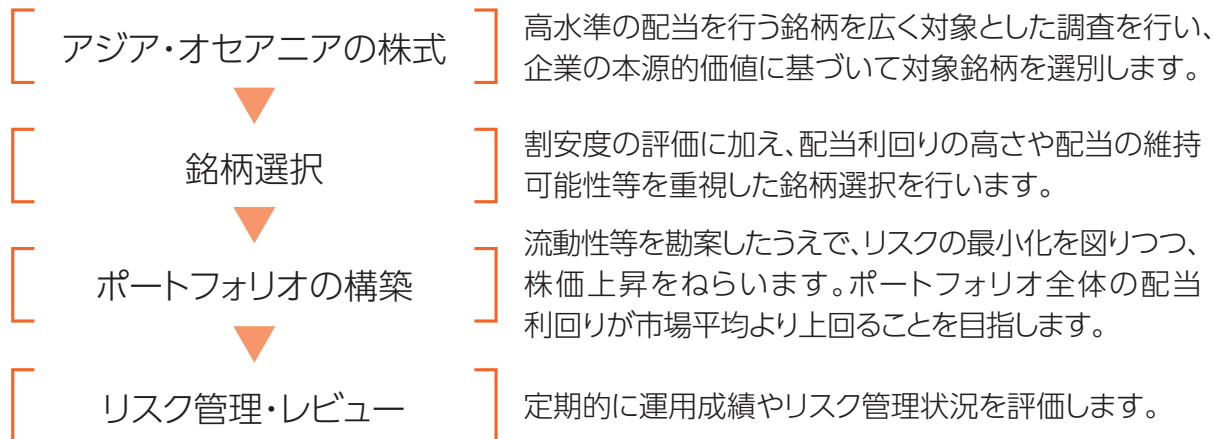 アジア・オセアニアの株式
高水準の配当を行う銘柄を広く対象とした調査を行い、
企業の本源的価値に基づいて対象銘柄を選別します。
銘柄選択
割安度の評価に加え、配当利回りの高さや配当の維持
可能性等を重視した銘柄選択を行います。
ポートフォリオの構築
流動性等を勘案したうえで、リスクの最小化を図りつつ、
株価上昇をねらいます。ポートフォリオ全体の配当
利回りが市場平均より上回ることを目指します。
リスク管理・レビュー
定期的に運用成績やリスク管理状況を評価します。